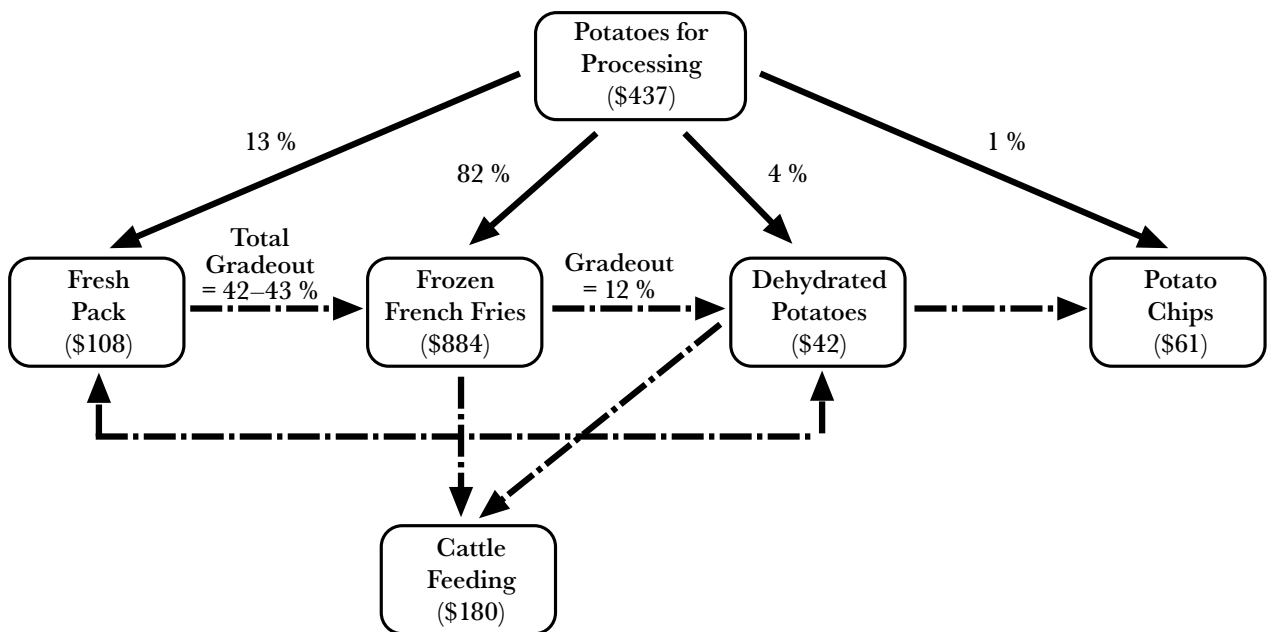 Potatoes for
Processing
($437)
13 %
82 %
4 %
1 %
Total
Gradeout
= 42–43 %
Gradeout
= 12 %
Fresh
Pack
($108)
Frozen
French Fries
($884)
Dehydrated
Potatoes
($42)
Potato
Chips
($61)
Cattle
Feeding
($180)